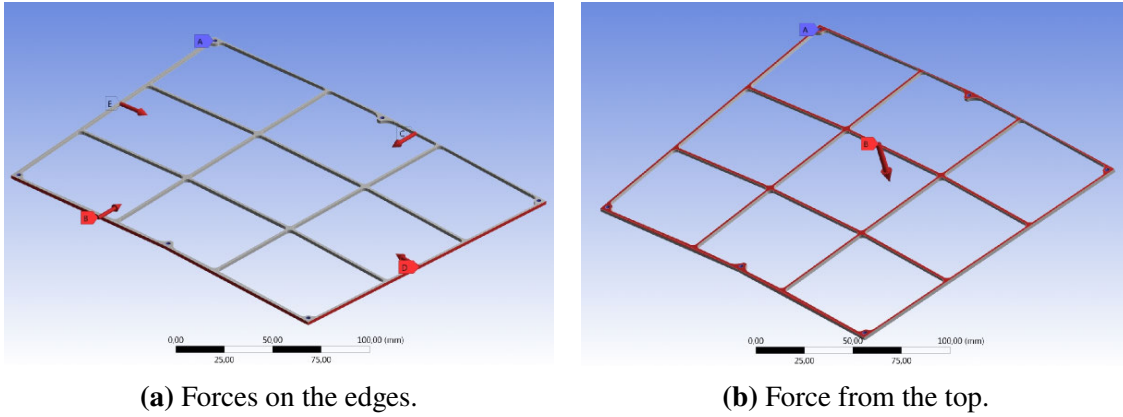 A
E
C
B
D
0,00 50,00 100,00 (mm)
25,00 75,00
(a) Forces on the edges.
A
B
0,00 50,00 100,00 (mm)
25,00 75,00
(b) Force from the top.